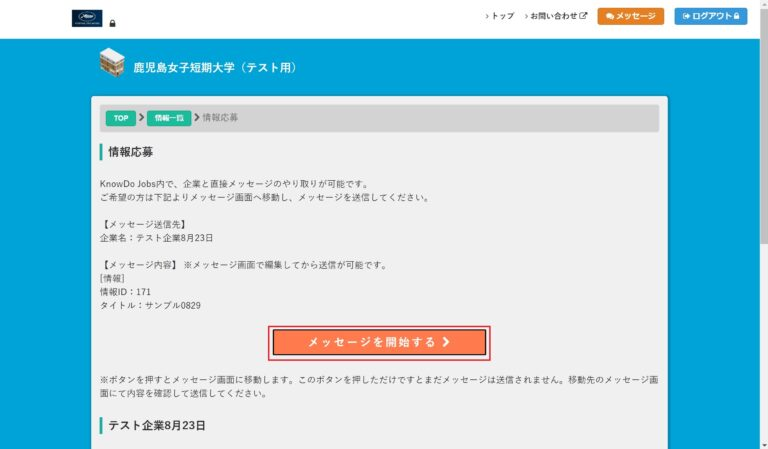 トップ お問い合わせ メッセージ ログアウト
鹿児島女子短期大学（テスト用）
TOP 情報一覧 情報応募
情報応募
KnowDo Jobs内で、企業と直接メッセージのやり取りが可能です。
ご希望の方は下記よりメッセージ画面へ移動し、メッセージを送信してください。
【メッセージ送信先】
企業名：テスト企業8月23日
【メッセージ内容】 ※メッセージ画面で編集してから送信が可能です。
[情報]
情報ID：171
タイトル：サンプル0829
メッセージを開始する
※ボタンを押すとメッセージ画面に移動します。このボタンを押しただけですとまだメッセージは送信されません。移動先のメッセージ画
面にて内容を確認して送信してください。
テスト企業8月23日